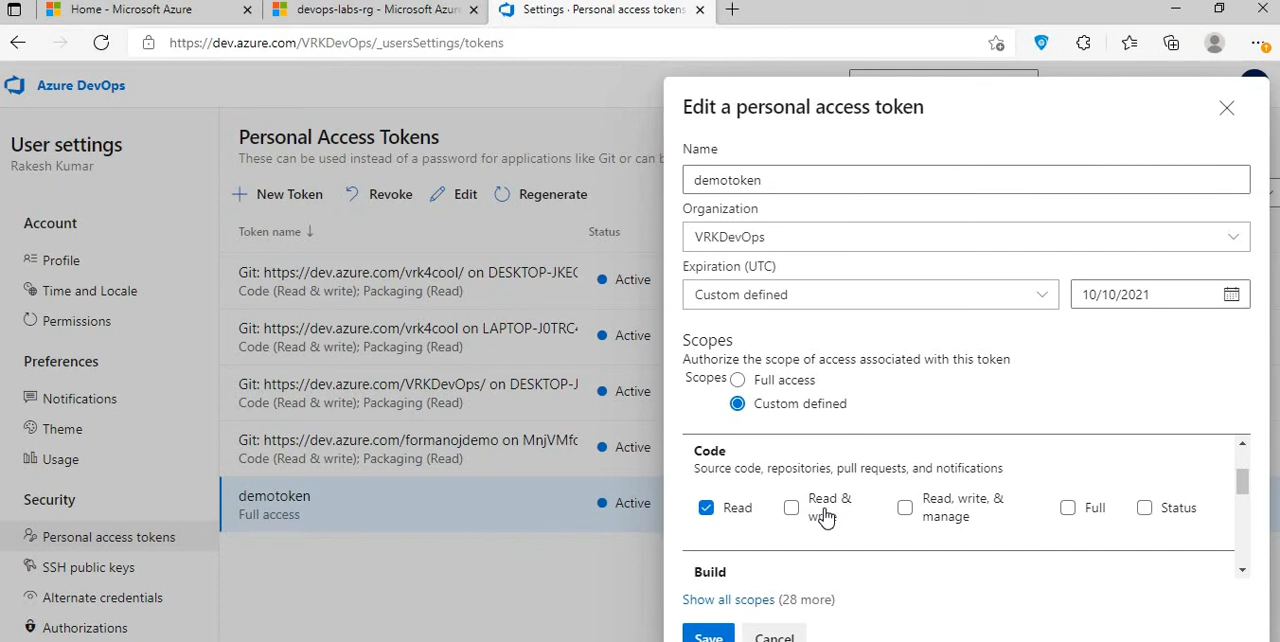 Home - Microsoft Azure
devops-labs-rg - Microsoft Azure
Settings · Personal access tokens
https://dev.azure.com/VRKDevOps/_usersSettings/tokens
Azure DevOps
User settings
Rakesh Kumar
Account
Profile
Time and Locale
Permissions
Preferences
Notifications
Theme
Usage
Security
Personal access tokens
SSH public keys
Alternate credentials
Authorizations
Personal Access Tokens
These can be used instead of a password for applications like Git or can b
New Token
Revoke
Edit
Regenerate
Token name
Status
Git: https://dev.azure.com/vrk4cool/ on DESKTOP-JKEC
Active
Code (Read & write); Packaging (Read)
Git: https://dev.azure.com/vrk4cool on LAPTOP-J0TRC
Active
Code (Read & write); Packaging (Read)
Git: https://dev.azure.com/VRKDevOps/ on DESKTOP-J
Active
Code (Read & write); Packaging (Read)
Git: https://dev.azure.com/formanojdemo on MnjVMfc
Active
Code (Read & write); Packaging (Read)
demotoken
Active
Full access
Edit a personal access token
Name
demotoken
Organization
VRKDevOps
Expiration (UTC)
Custom defined
10/10/2021
Scopes
Authorize the scope of access associated with this token
Scopes
Full access
Custom defined
Code
Source code, repositories, pull requests, and notifications
Read
Read &
write
Read, write, &
manage
Full
Status
Build
Show all scopes (28 more)
Save
Cancel